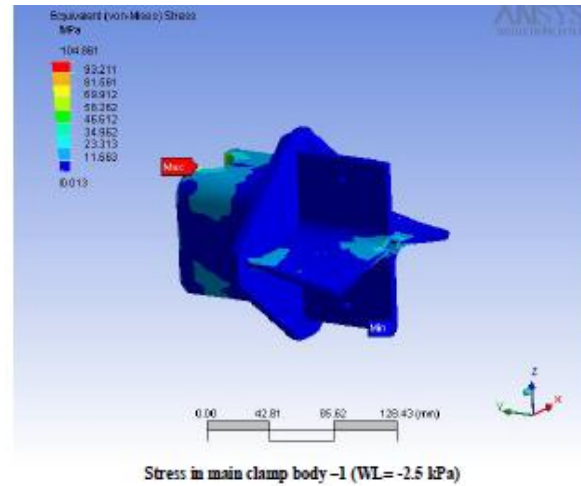 Equivalent (von-Mises) Stress
MPa
104.861
93.211
81.561
69.912
58.262
46.612
34.962
23.313
11.663
0.013
ANSYS
Max
Min
Z
Y
X
0.00
42.81
85.62
128.43 (mm)
Stress in main clamp body –1 (WL= -2.5 kPa)